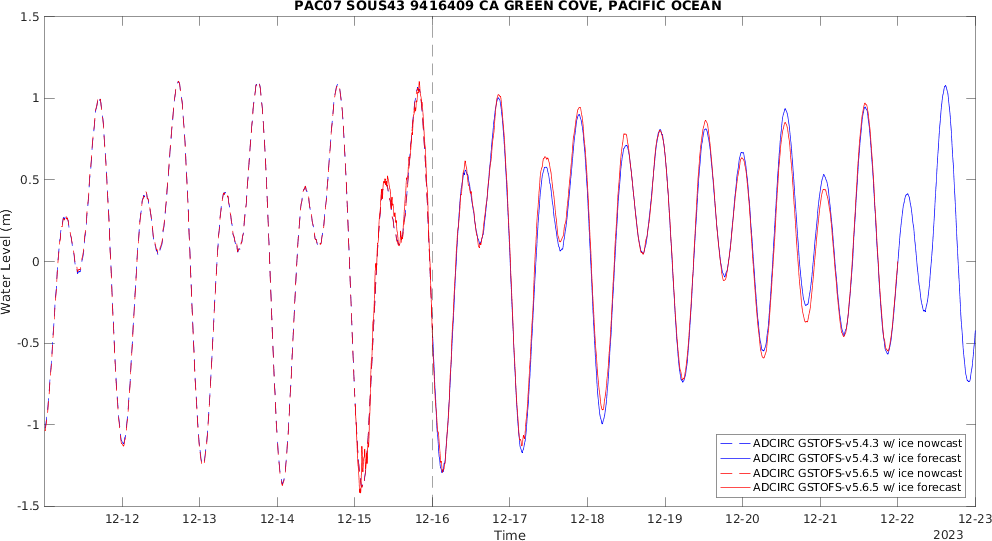 PAC07 SOUS43 9416409 CA GREEN COVE, PACIFIC OCEAN
1.5
1
0.5
0
-0.5
-1
-1.5
Water Level (m)
12-12 12-13 12-14 12-15 12-16 12-17 12-18 12-19 12-20 12-21 12-22 12-23
Time
2023
ADCIRC GSTOFS-v5.4.3 w/ ice nowcast
ADCIRC GSTOFS-v5.4.3 w/ ice forecast
ADCIRC GSTOFS-v5.6.5 w/ ice nowcast
ADCIRC GSTOFS-v5.6.5 w/ ice forecast